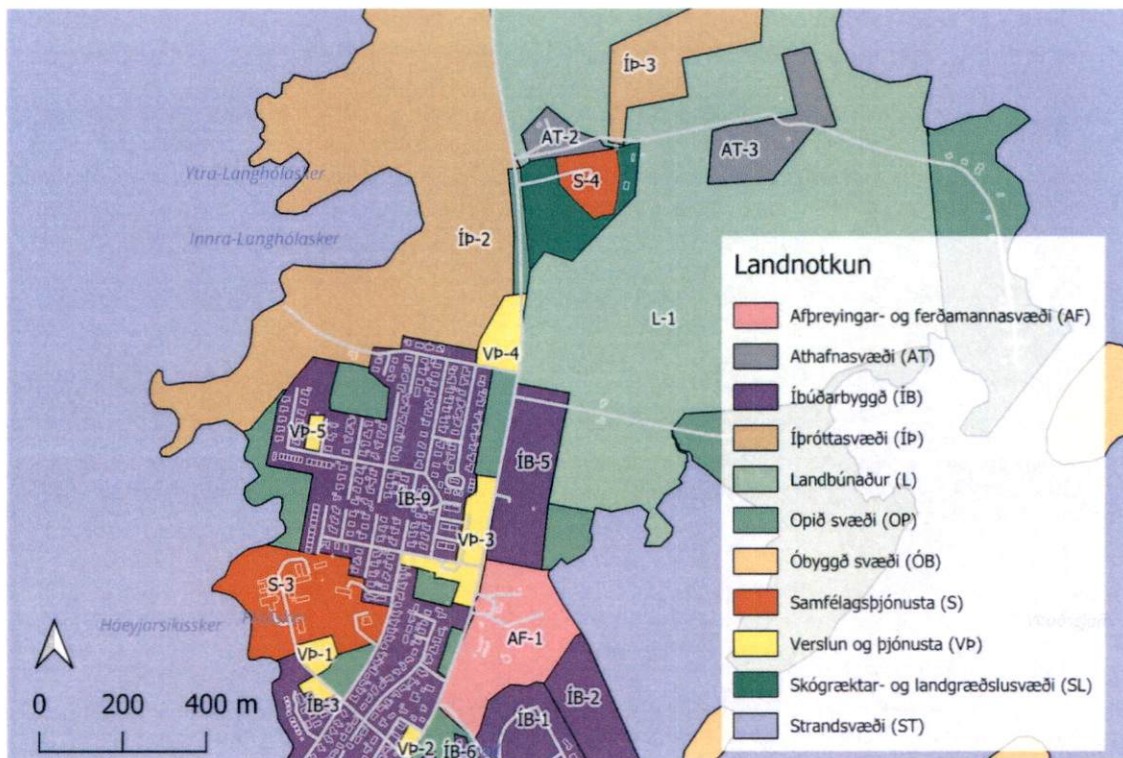 ÍÞ-3
AT-2
AT-3
S-4
Ytra-Langhólasker
Innra-Langhólasker
ÍÞ-2
L-1
VÞ-4
VÞ-5
ÍB-5
ÍB-9
VÞ-3
S-3
Háeyjarsíkissker
AF-1
VÞ-1
ÍB-3
ÍB-2
ÍB-1
VÞ-2
ÍB-6
0 200 400 m
Landnotkun
Afþreyingar- og ferðamannasvæði (AF)
Athafnasvæði (AT)
Íbúðarbyggð (ÍB)
Íþróttasvæði (ÍÞ)
Landbúnaður (L)
Opið svæði (OP)
Óbyggð svæði (ÓB)
Samfélagsþjónusta (S)
Verslun og þjónusta (VÞ)
Skógræktar- og landgræðslusvæði (SL)
Strandsvæði (ST)